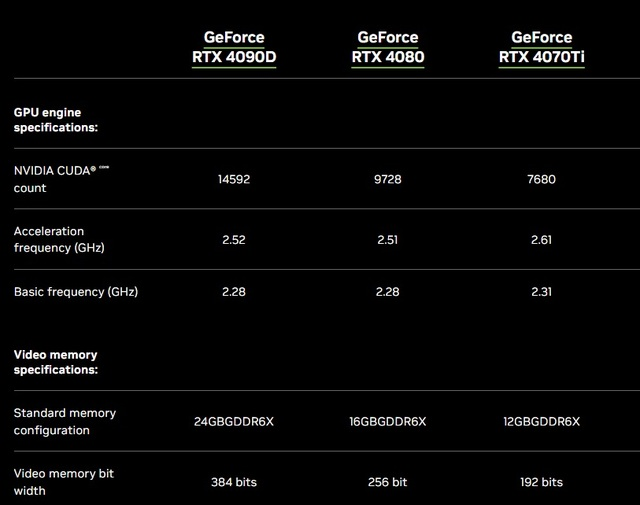 GeForce GeForce GeForce
RTX 4090D RTX 4080 RTX 4070Ti
GPU engine
specifications:
NVIDIA CUDA® core
count 14592 9728 7680
Acceleration
frequency (GHz) 2.52 2.51 2.61
Basic frequency (GHz) 2.28 2.28 2.31
Video memory
specifications:
Standard memory
configuration 24GBGDDR6X 16GBGDDR6X 12GBGDDR6X
Video memory bit
width 384 bits 256 bit 192 bits